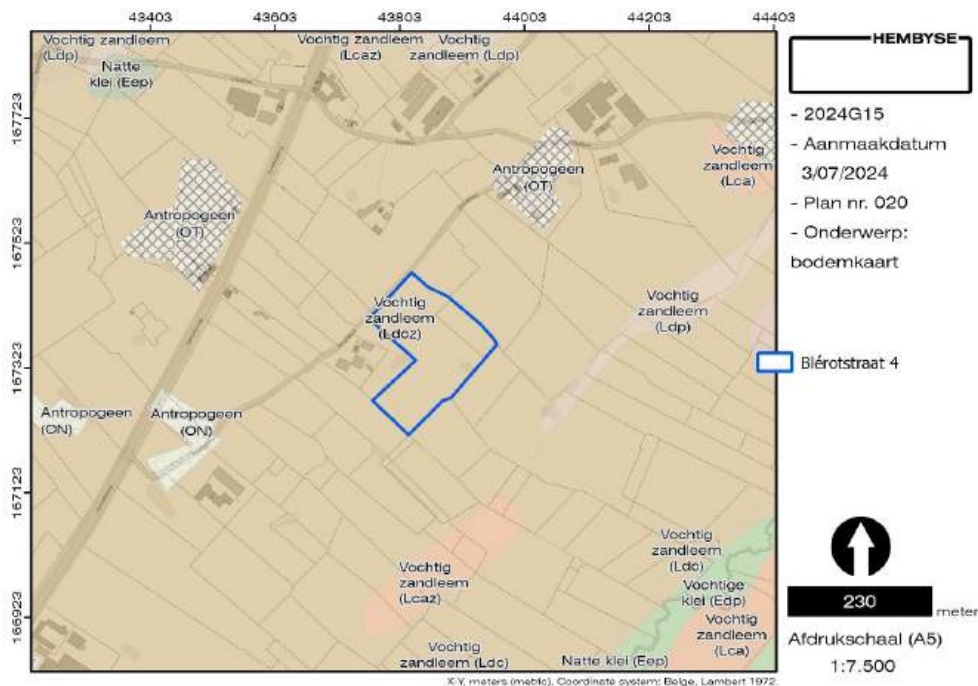 43403
43603
43803
44003
44203
44403
Vochtig zandleem
(Ldp)
Vochtig zandleem
(Lcaz)
Vochtig
zandleem (Ldp)
Natte
klei (Eep)
167723
167523
167323
167123
166923
Vochtig
zandleem
(Lca)
Antropogeen
(OT)
Antropogeen
(OT)
Vochtig
zandleem
(Ldcz)
Vochtig
zandleem
(Ldp)
Antropogeen
(ON)
Antropogeen
(ON)
Vochtig
zandleem
(Lcaz)
Vochtig
zandleem
(Ldc)
Vochtige
klei (Edp)
Vochtig
zandleem
(Lca)
Vochtig
zandleem (Ldc)
Natte klei (Eep)
X-Y, meters (metric), Coordinate system: Belge, Lambert 1972.
HEMBYSE
- 2024G15
- Aanmaakdatum
3/07/2024
- Plan nr. 020
- Onderwerp:
bodemkaart
Blérotstraat 4
230
meter
Afdrukschaal (A5)
1:7.500